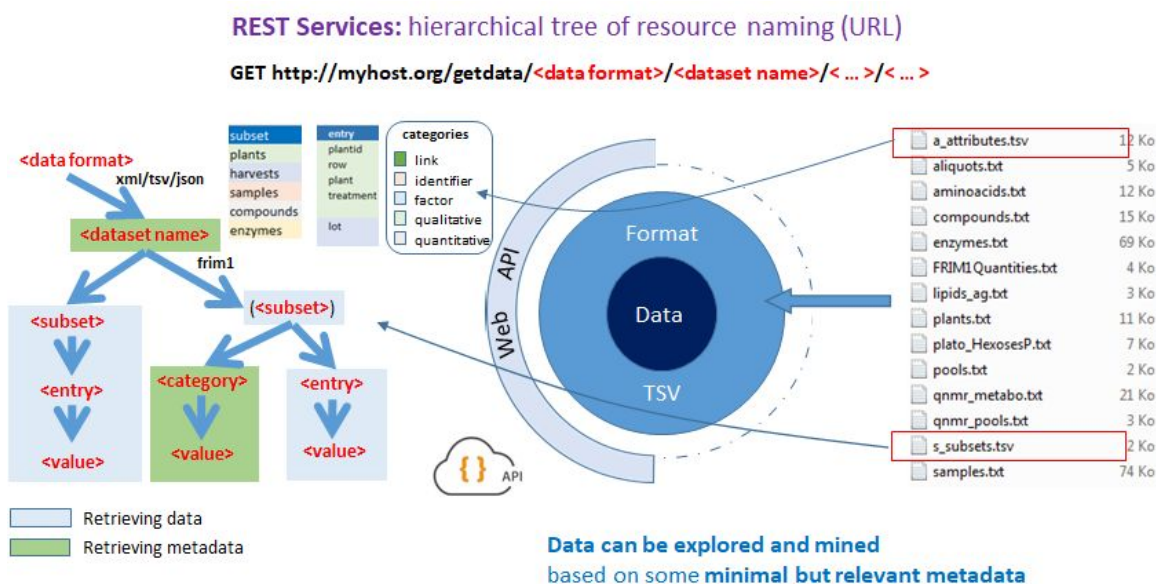 REST Services: hierarchical tree of resource naming (URL)
GET http://myhost.org/getdata/<data format>/<dataset name>/< ... >/< ... >
<data format>
xml/tsv/json
<dataset name>
frim1
<subset>
<entry>
<value>
(<subset>)
<category>
<value>
<entry>
<value>
subset
plants
harvests
samples
compounds
enzymes
entry
plantid
row
plant
treatment
lot
categories
link
identifier
factor
qualitative
quantitative
Web API
Format
Data
TSV
{ } API
a_attributes.tsv 12 Ko
aliquots.txt 5 Ko
aminoacids.txt 12 Ko
compounds.txt 15 Ko
enzymes.txt 69 Ko
FRIM1Quantities.txt 4 Ko
lipids_ag.txt 3 Ko
plants.txt 11 Ko
plato_HexosesP.txt 7 Ko
pools.txt 2 Ko
qnmr_metabo.txt 21 Ko
qnmr_pools.txt 3 Ko
s_subsets.tsv 2 Ko
samples.txt 74 Ko
Retrieving data
Retrieving metadata
Data can be explored and mined
based on some minimal but relevant metadata